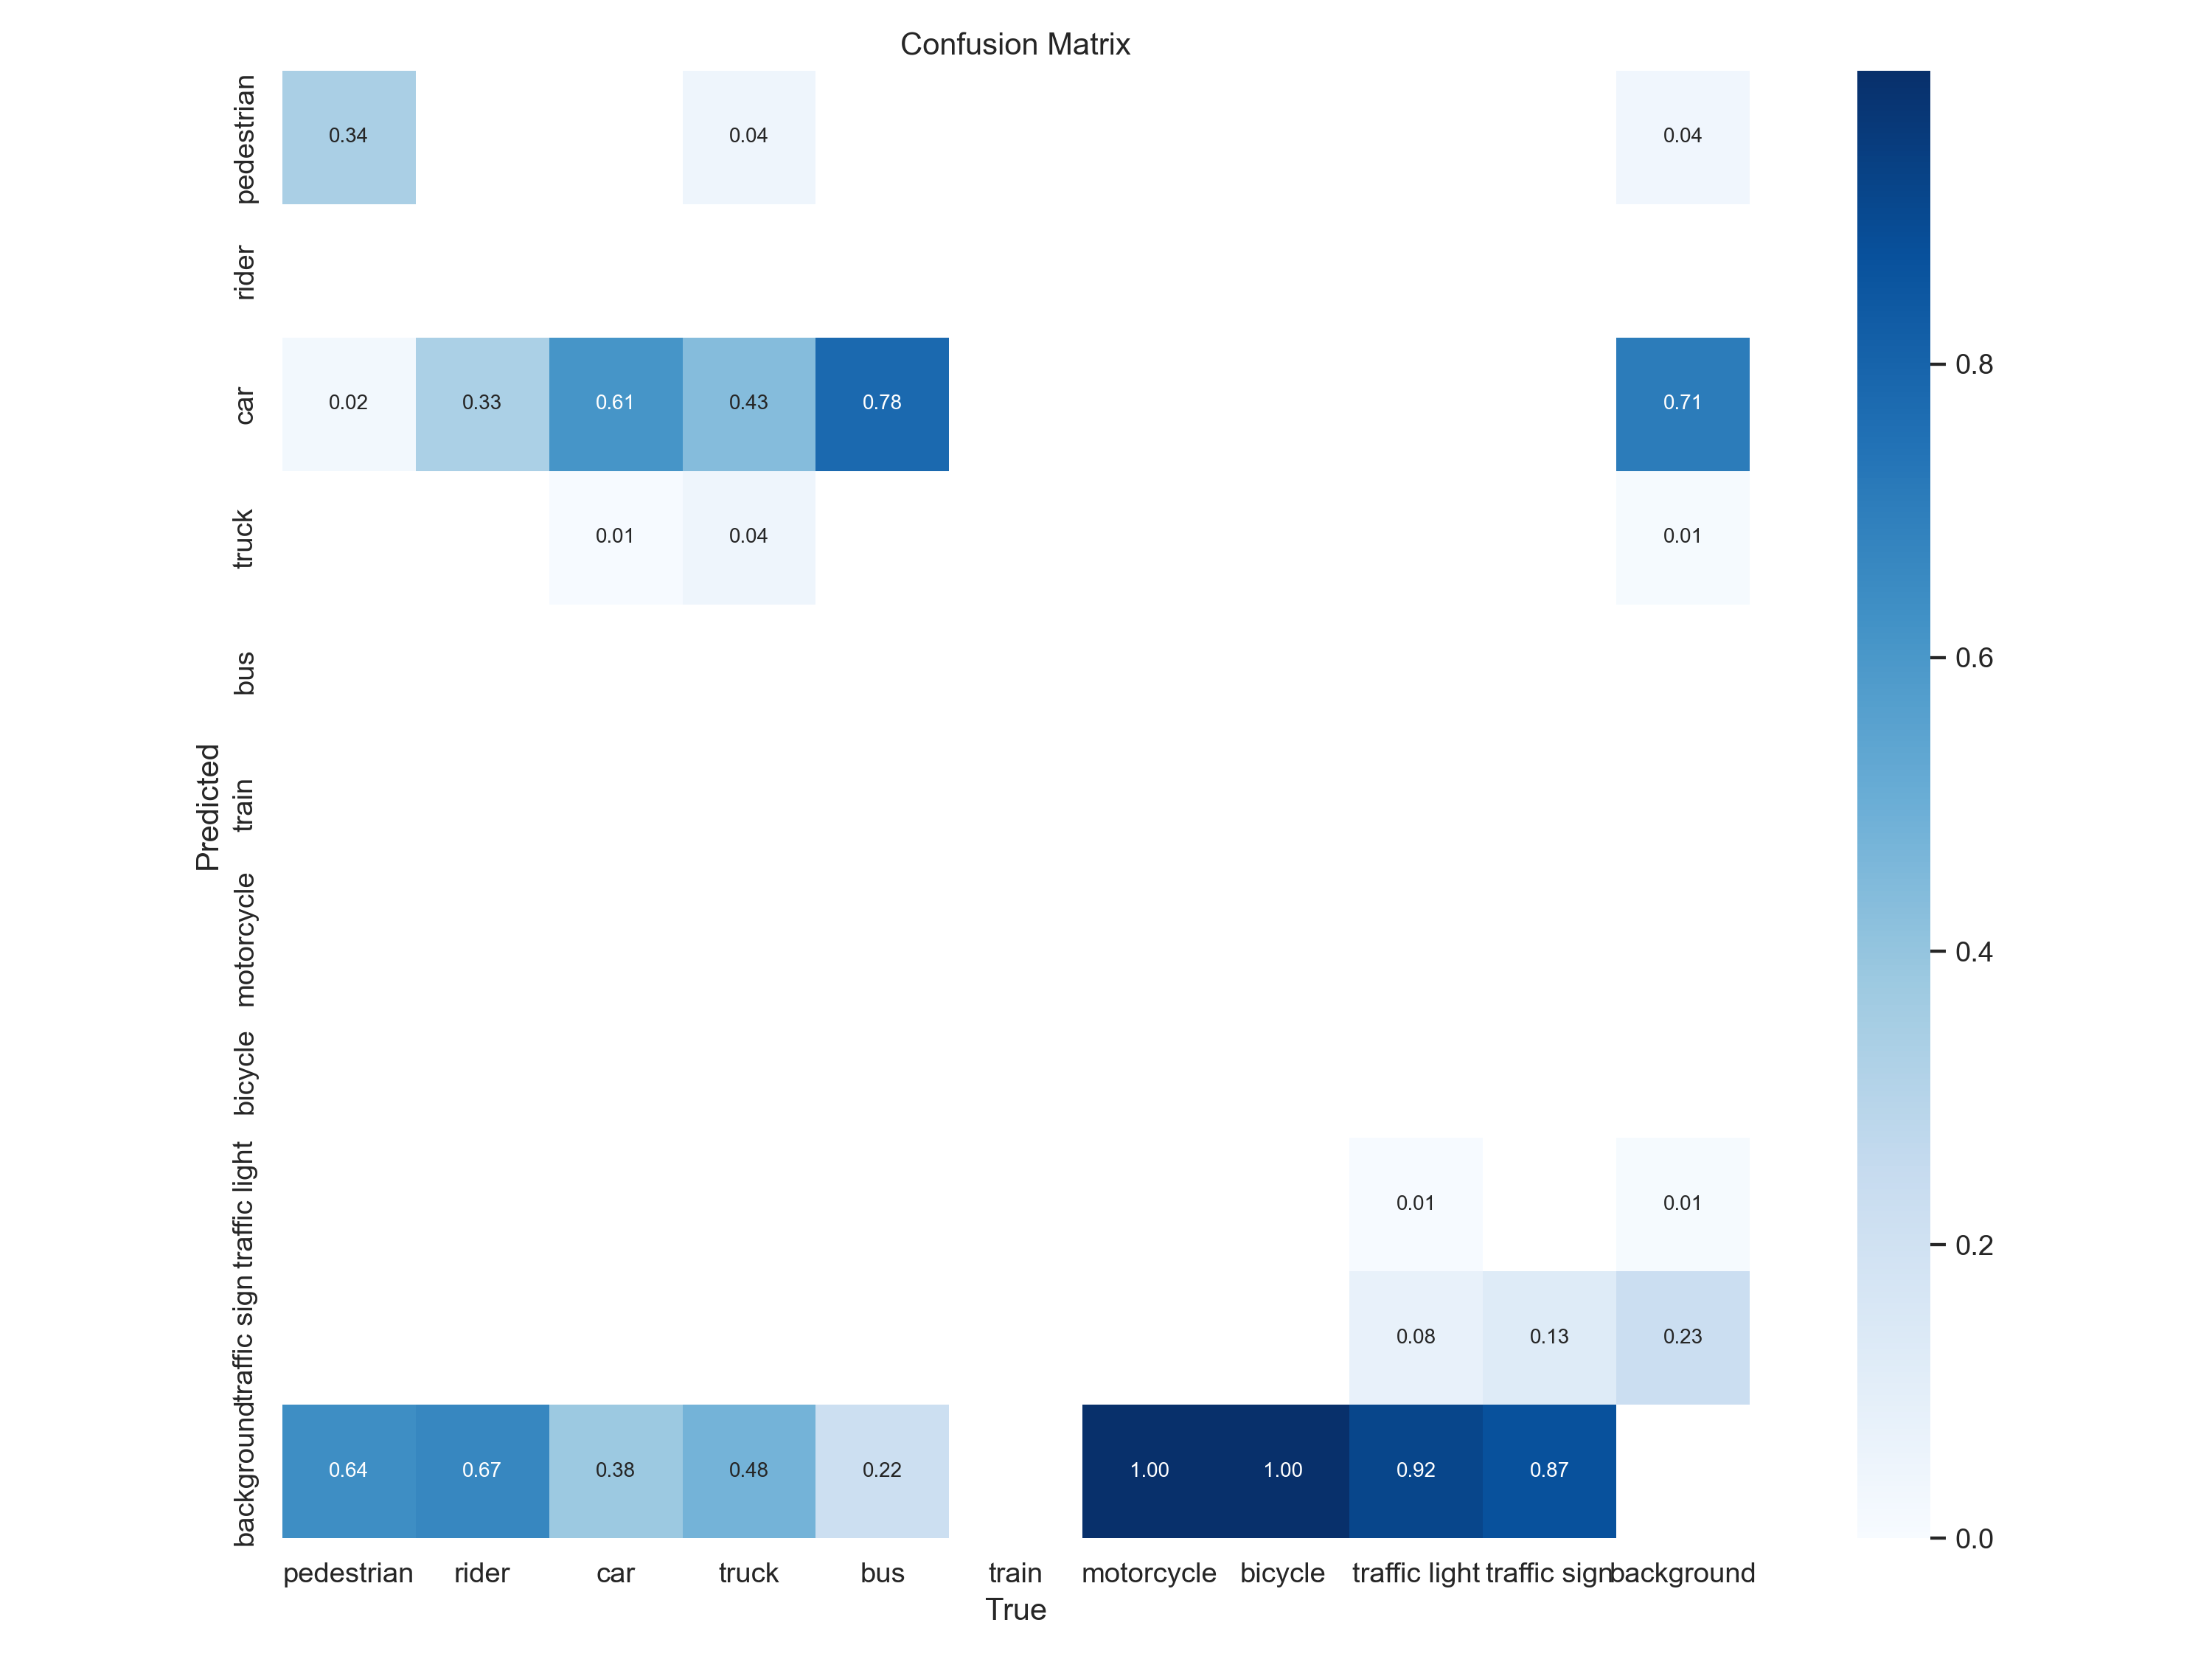 Confusion Matrix
pedestrian 0.34 0.04 0.04
rider
car 0.02 0.33 0.61 0.43 0.78 0.71 0.8
truck 0.01 0.04 0.01
bus 0.6
train
Predicted
motorcycle 0.4
bicycle
traffic light 0.01 0.01 0.2
traffic sign 0.08 0.13 0.23
background 0.64 0.67 0.38 0.48 0.22 1.00 1.00 0.92 0.87
0.0
pedestrian rider car truck bus train motorcycle bicycle traffic light traffic sign background
True